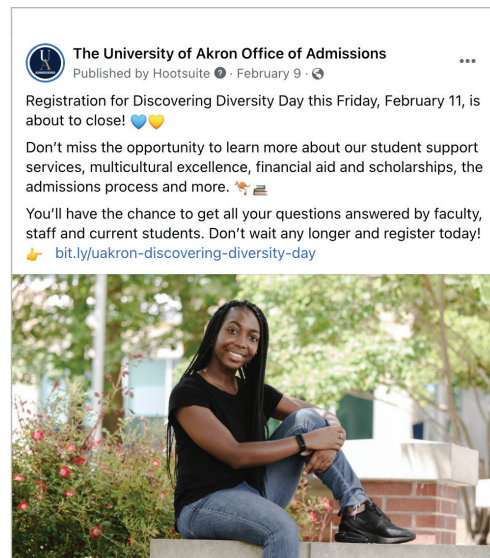 UA
ADMISSIONS
The University of Akron Office of Admissions
Published by Hootsuite ? · February 9 ·
Registration for Discovering Diversity Day this Friday, February 11, is
about to close! 💙💛
Don’t miss the opportunity to learn more about our student support
services, multicultural excellence, financial aid and scholarships, the
admissions process and more. 🦘📚
You’ll have the chance to get all your questions answered by faculty,
staff and current students. Don’t wait any longer and register today!
👉 bit.ly/uakron-discovering-diversity-day